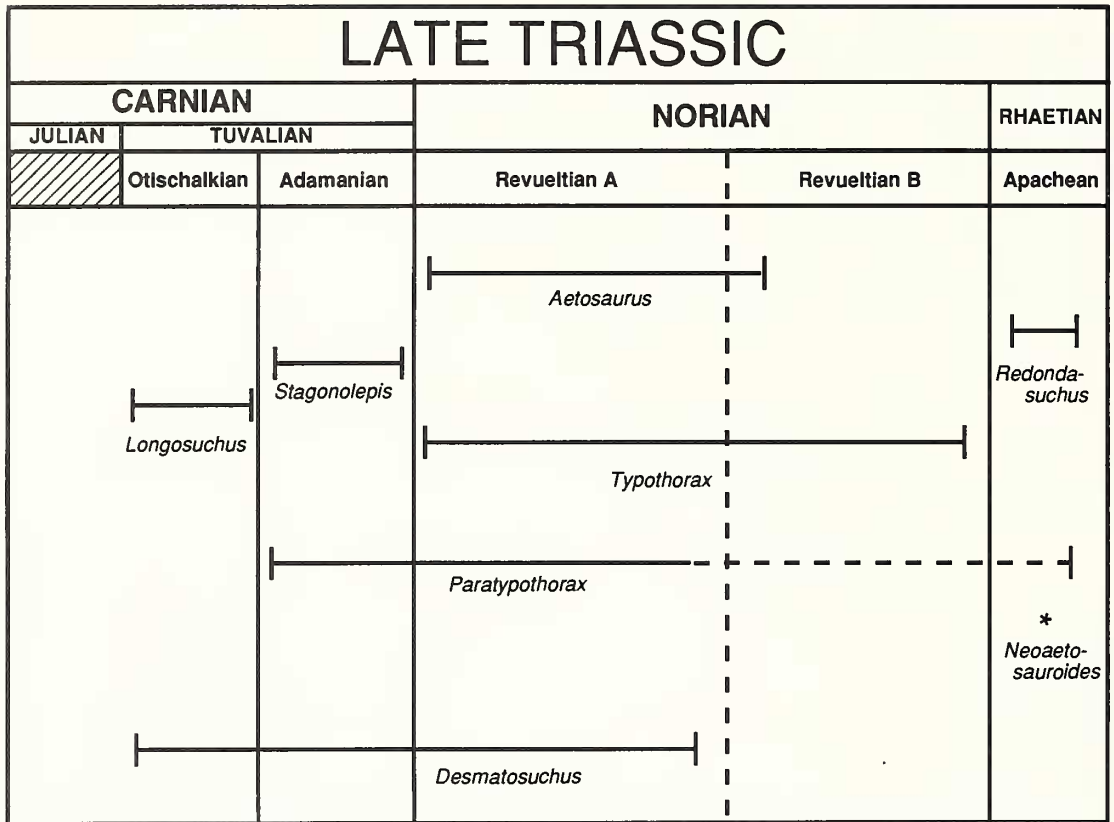 LATE TRIASSIC
CARNIAN
NORIAN
RHAETIAN
JULIAN
TUVALIAN
Otischalkian
Adamanian
Revueltian A
Revueltian B
Apachean
Aetosaurus
Redonda-
suchus
Stagonolepis
Longosuchus
Typothorax
Paratypothorax
*
Neoaeto-
sauroides
Desmatosuchus